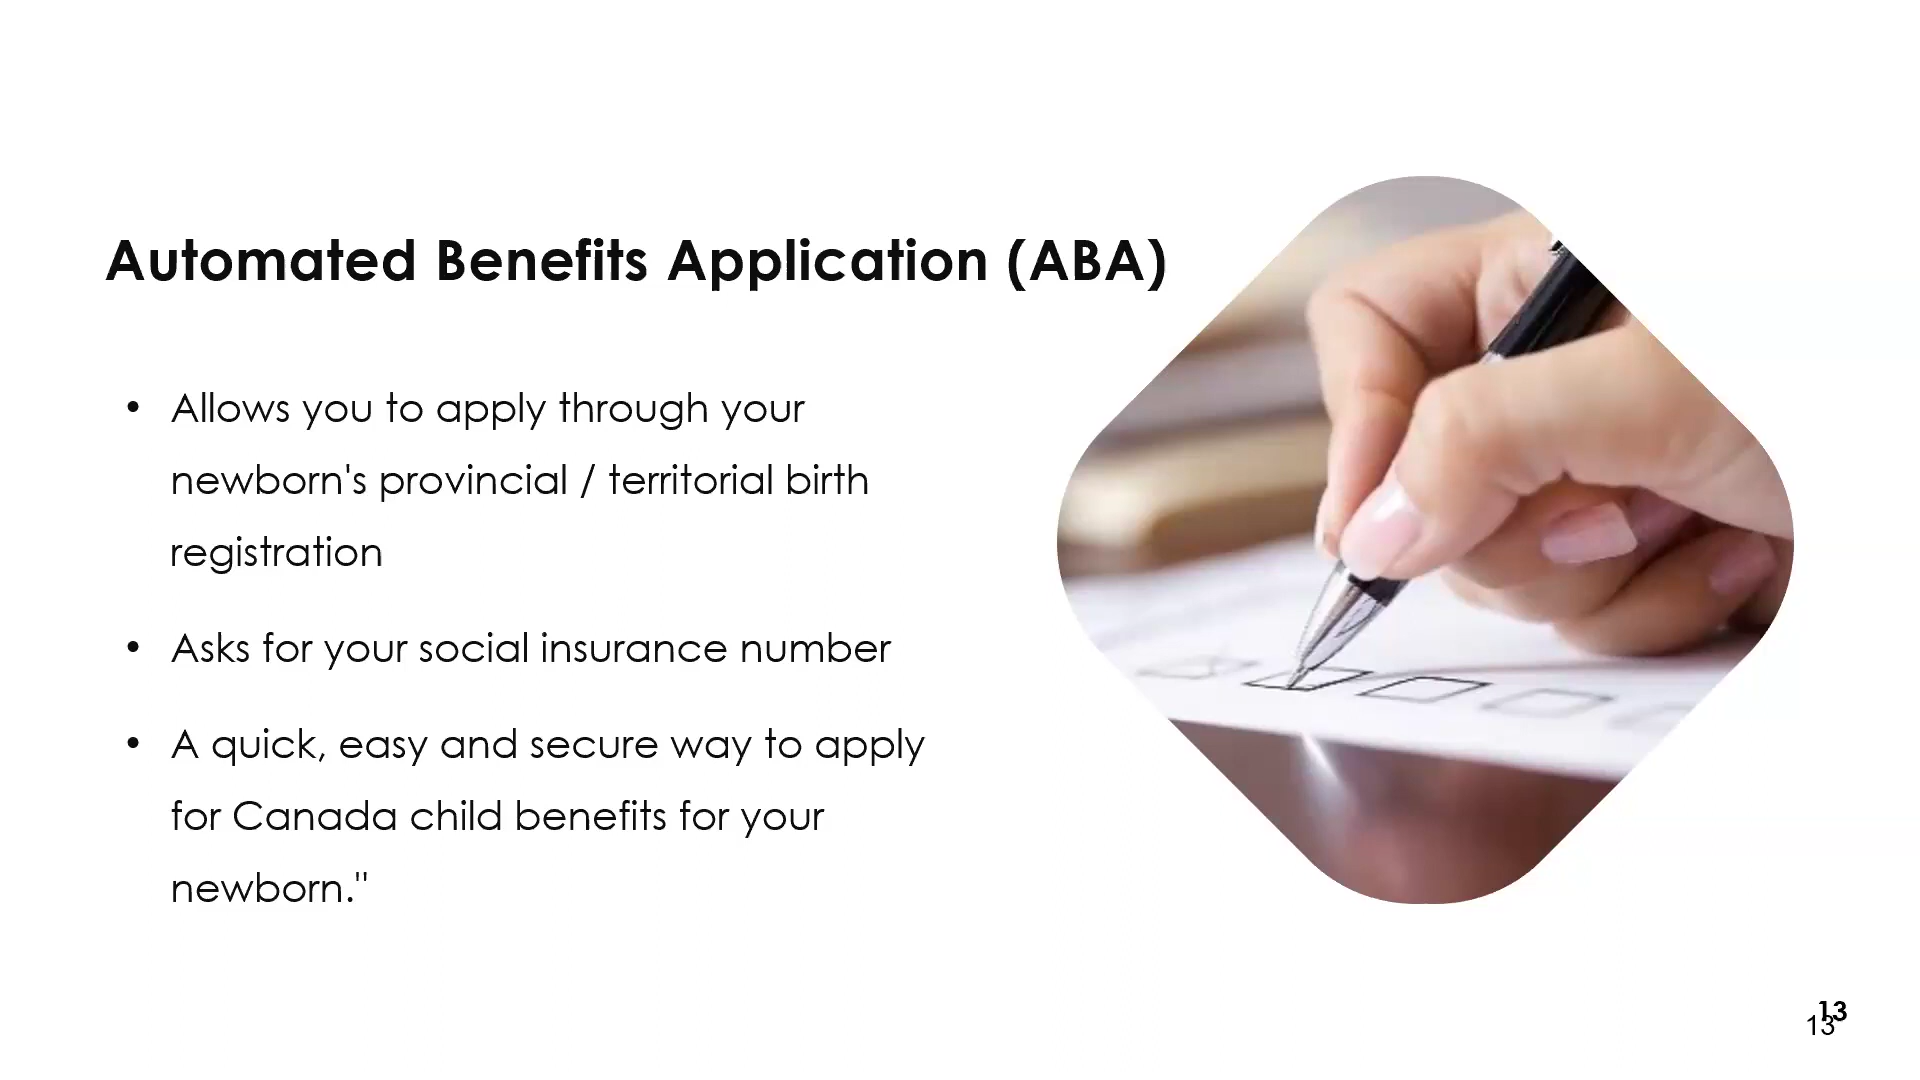 Automated Benefits Application (ABA)
• Allows you to apply through your
newborn's provincial / territorial birth
registration
• Asks for your social insurance number
• A quick, easy and secure way to apply
for Canada child benefits for your
newborn."
13
13